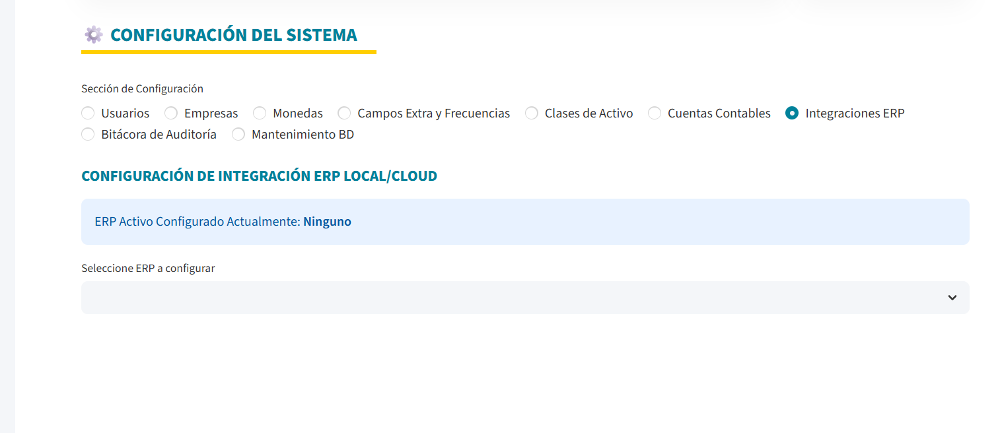 CONFIGURACIÓN DEL SISTEMA
Sección de Configuración
Usuarios Empresas Monedas Campos Extra y Frecuencias Clases de Activo Cuentas Contables Integraciones ERP
Bitácora de Auditoría Mantenimiento BD
CONFIGURACIÓN DE INTEGRACIÓN ERP LOCAL/CLOUD
ERP Activo Configurado Actualmente: Ninguno
Seleccione ERP a configurar